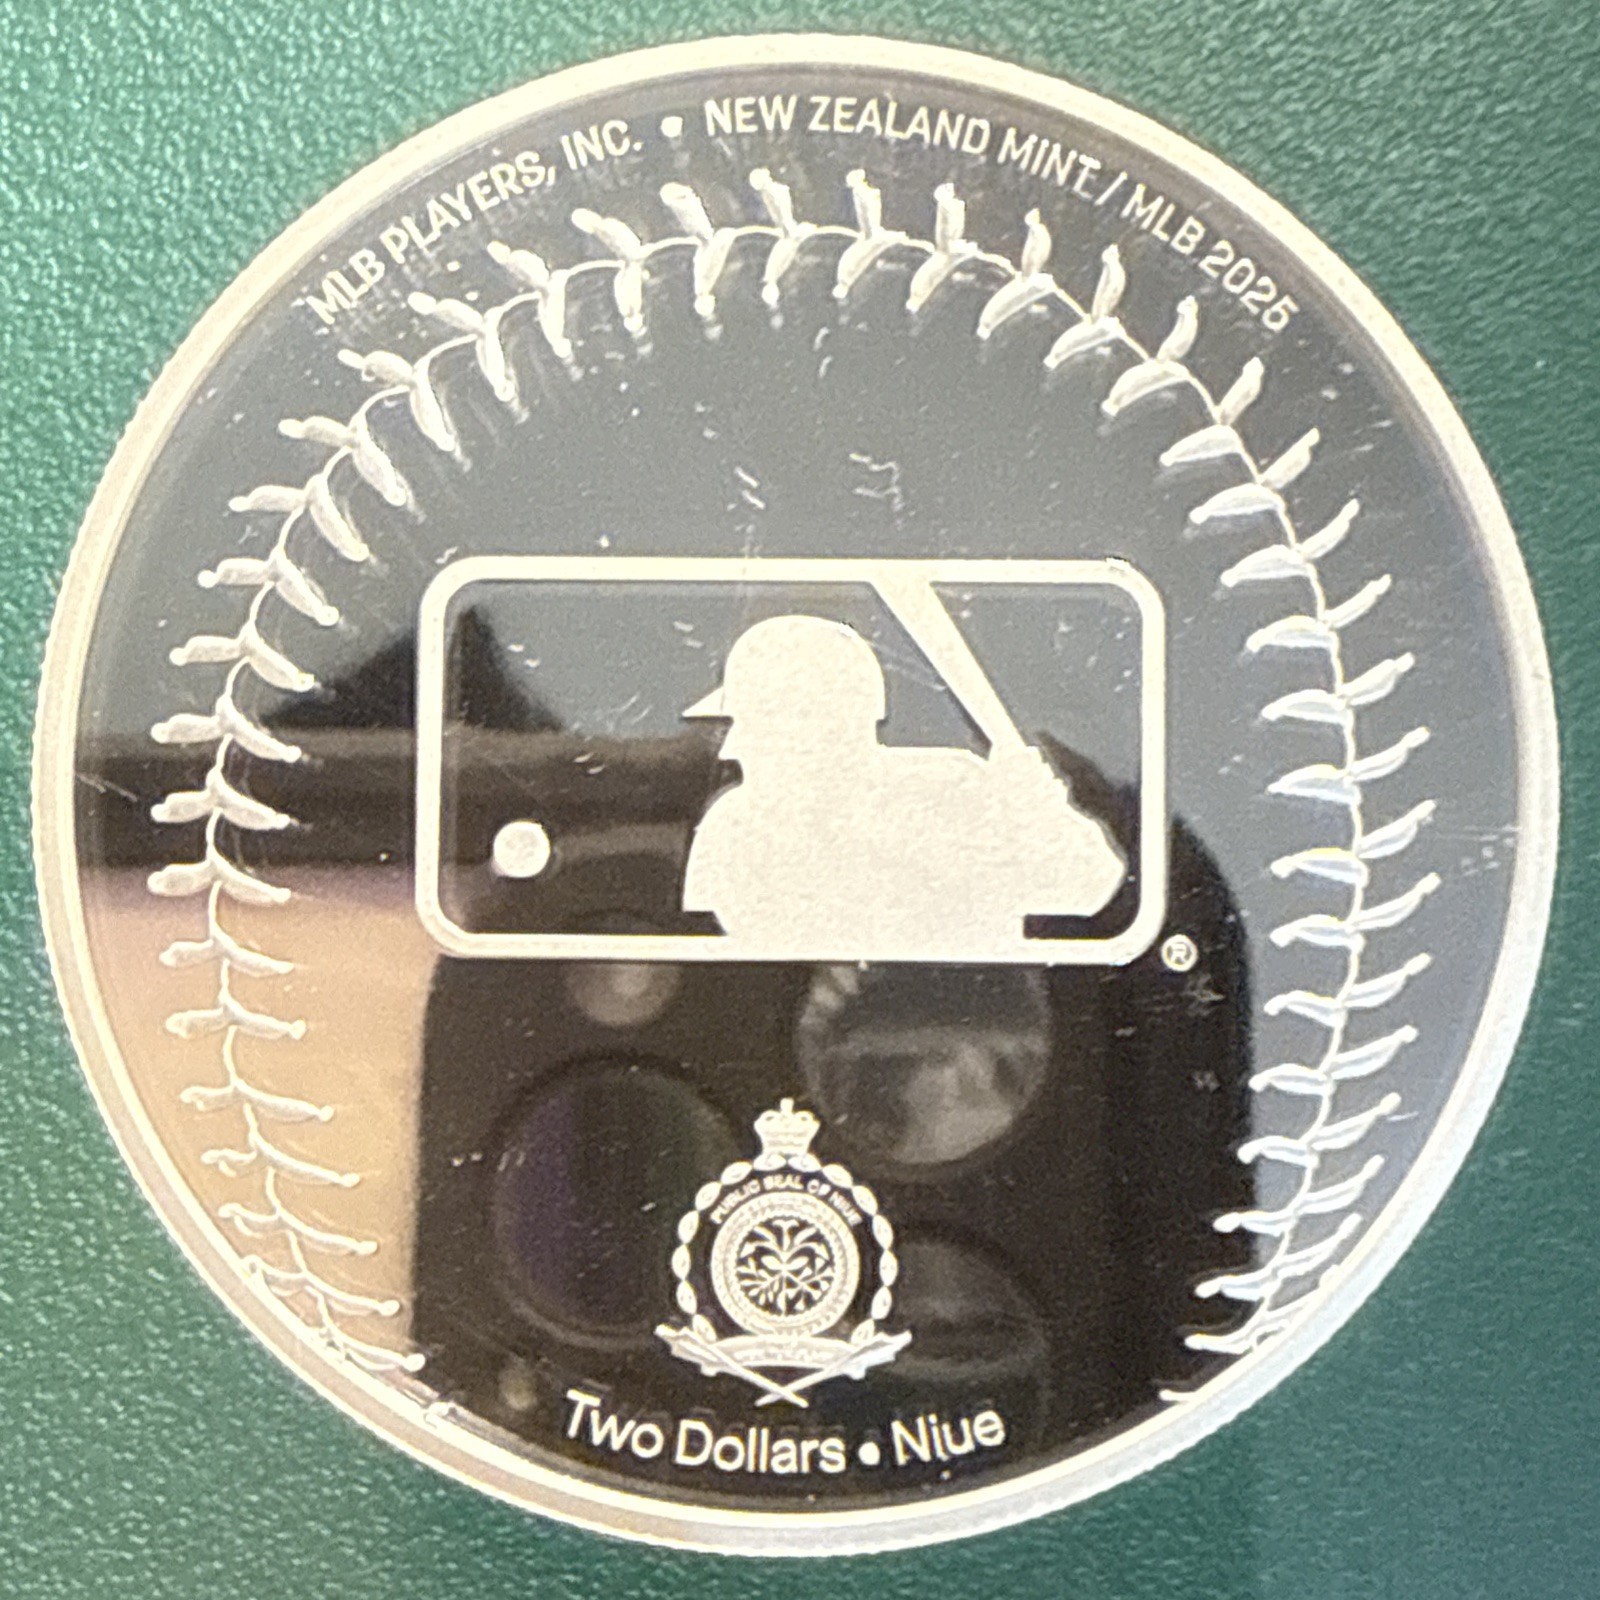 MLB PLAYERS, INC. • NEW ZEALAND MINT / MLB 2025
®
PUBLIC SEAL OF NIUE
Two Dollars • Niue